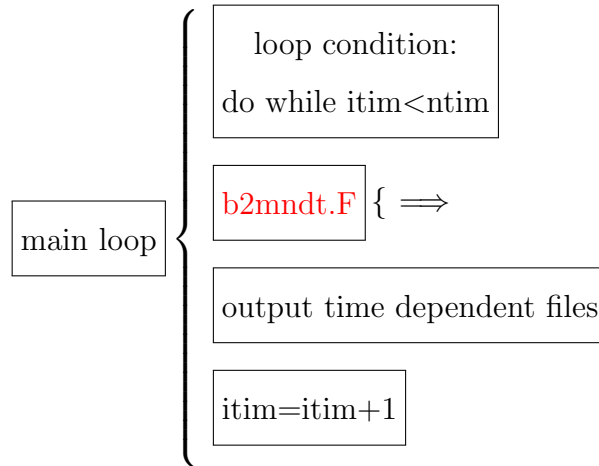 main loop
loop condition:
do while itim<ntim
b2mndt.F { ⟹
output time dependent files
itim=itim+1